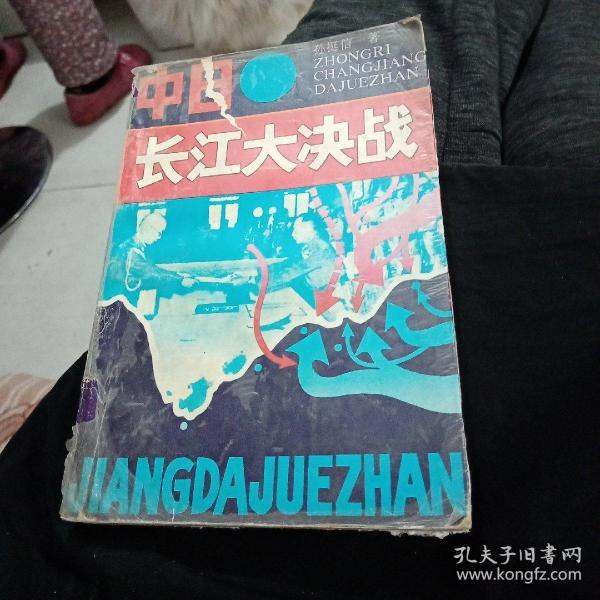 孙挺信 著
ZHONGRI
CHANGJIANG
DAJUEZHAN
中日
长江大决战
JIANGDAJUEZHAN
孔夫子旧书网
www.kongfz.com